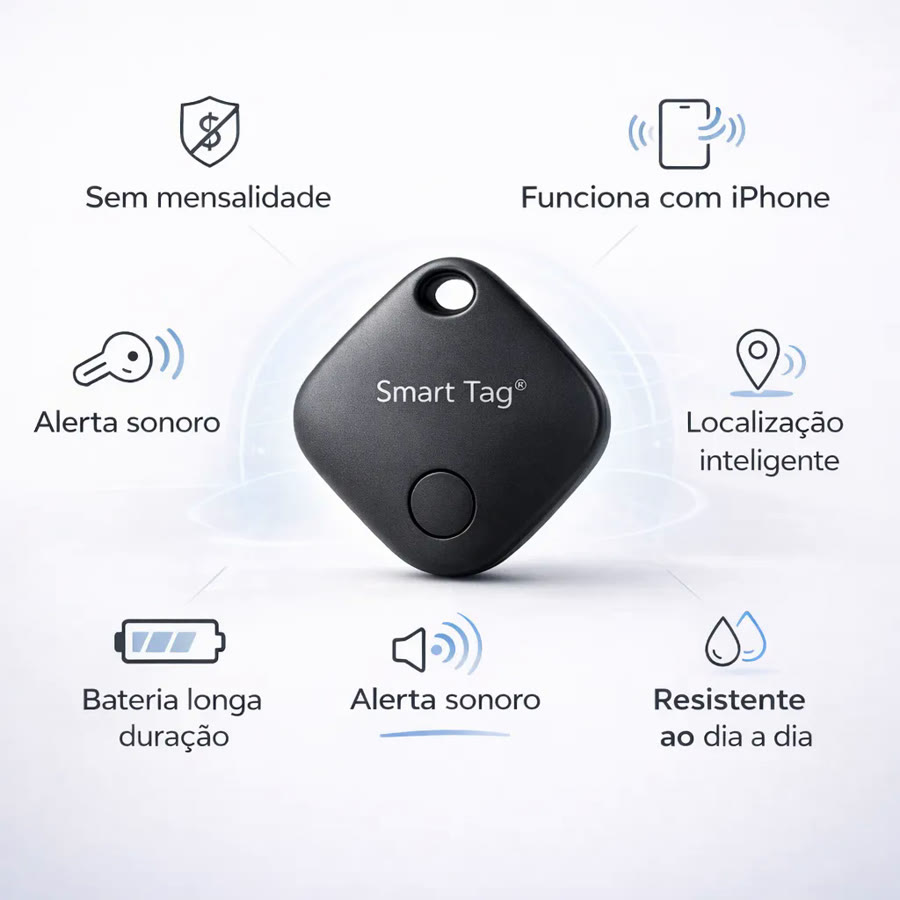 Sem mensalidade
Funciona com iPhone
Smart Tag®
Alerta sonoro
Localização
inteligente
Bateria longa
duração
Alerta sonoro
Resistente
ao dia a dia